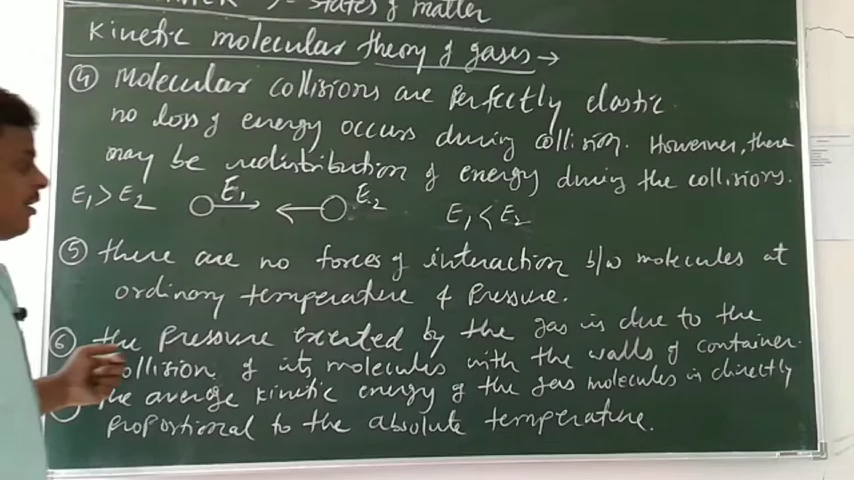 States of matter
Kinetic molecular theory of gases →
④ Molecular collisions are Perfectly elastic.
no loss of energy occurs during collision. However, there
may be redistribution of energy during the collisions.
E₁ > E₂ E₁ E₂ E₁ < E₂
⑤ there are no forces of interaction b/w molecules at
ordinary temperature & Pressure.
⑥ the pressure exerted by the gas is due to the
collision of its molecules with the walls of container.
the average kinetic energy of the gas molecules is directly
proportional to the absolute temperature.